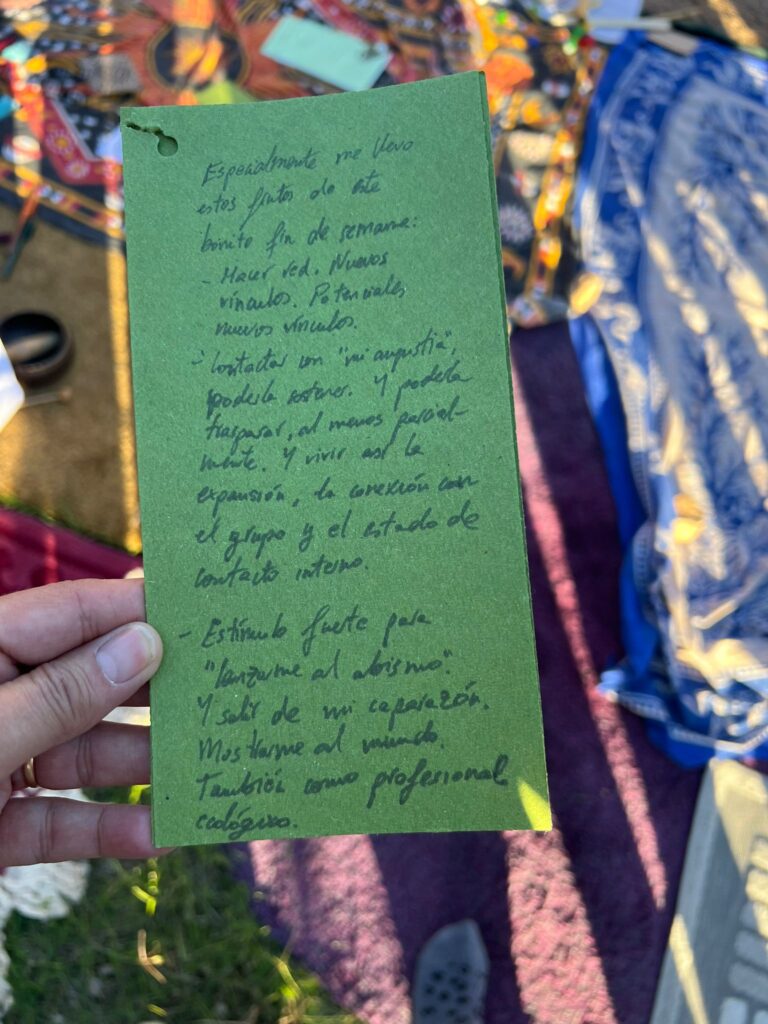 Especialmente me llevo
estos frutos de este
bonito fin de semana:
- Hacer red. Nuevos
vínculos. Potenciales
nuevos vínculos.
- Contactar con "mi angustia",
poderla sostener. Y poderla
traspasar, al menos parcial-
mente. Y vivir así la
expansión, la conexión con
el grupo y el estado de
contacto interno.
- Estímulo fuerte para
"lanzarme al abismo".
Y salir de mi caparazón.
Mostrarme al mundo.
También como profesional
ecológico.